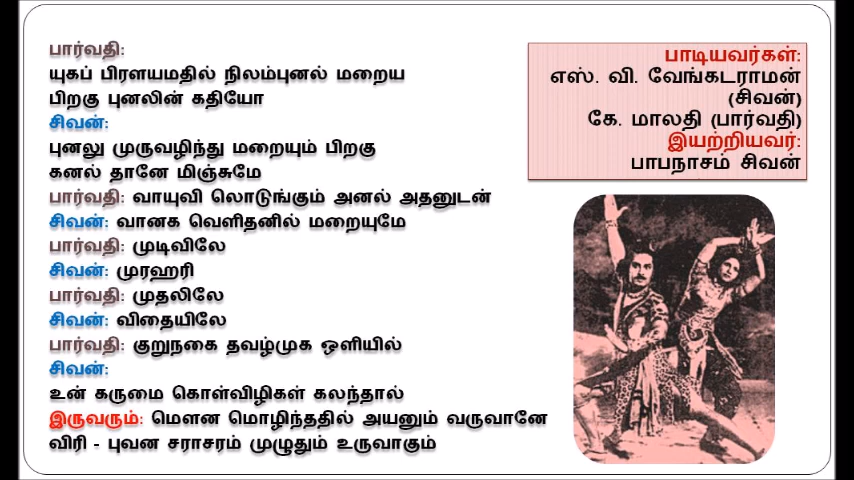 பார்வதி:
யுகப் பிரளயமதில் நிலம்புனல் மறைய
பிறகு புனலின் கதியோ
சிவன்:
புனலு முருவழிந்து மறையும் பிறகு
கனல் தானே மிஞ்சுமே
பார்வதி: வாயுவி லொடுங்கும் அனல் அதனுடன்
சிவன்: வானக வெளிதனில் மறையுமே
பார்வதி: முடிவிலே
சிவன்: முரஹரி
பார்வதி: முதலிலே
சிவன்: விதையிலே
பார்வதி: குறுநகை தவழ்முக ஒளியில்
சிவன்:
உன் கருமை கொள்விழிகள் கலந்தால்
இருவரும்: மௌன மொழிந்ததில் அயனும் வருவானே
விரி - புவன சராசரம் முழுதும் உருவாகும்
பாடியவர்கள்:
எஸ். வி. வேங்கடராமன்
(சிவன்)
கே. மாலதி (பார்வதி)
இயற்றியவர்:
பாபநாசம் சிவன்